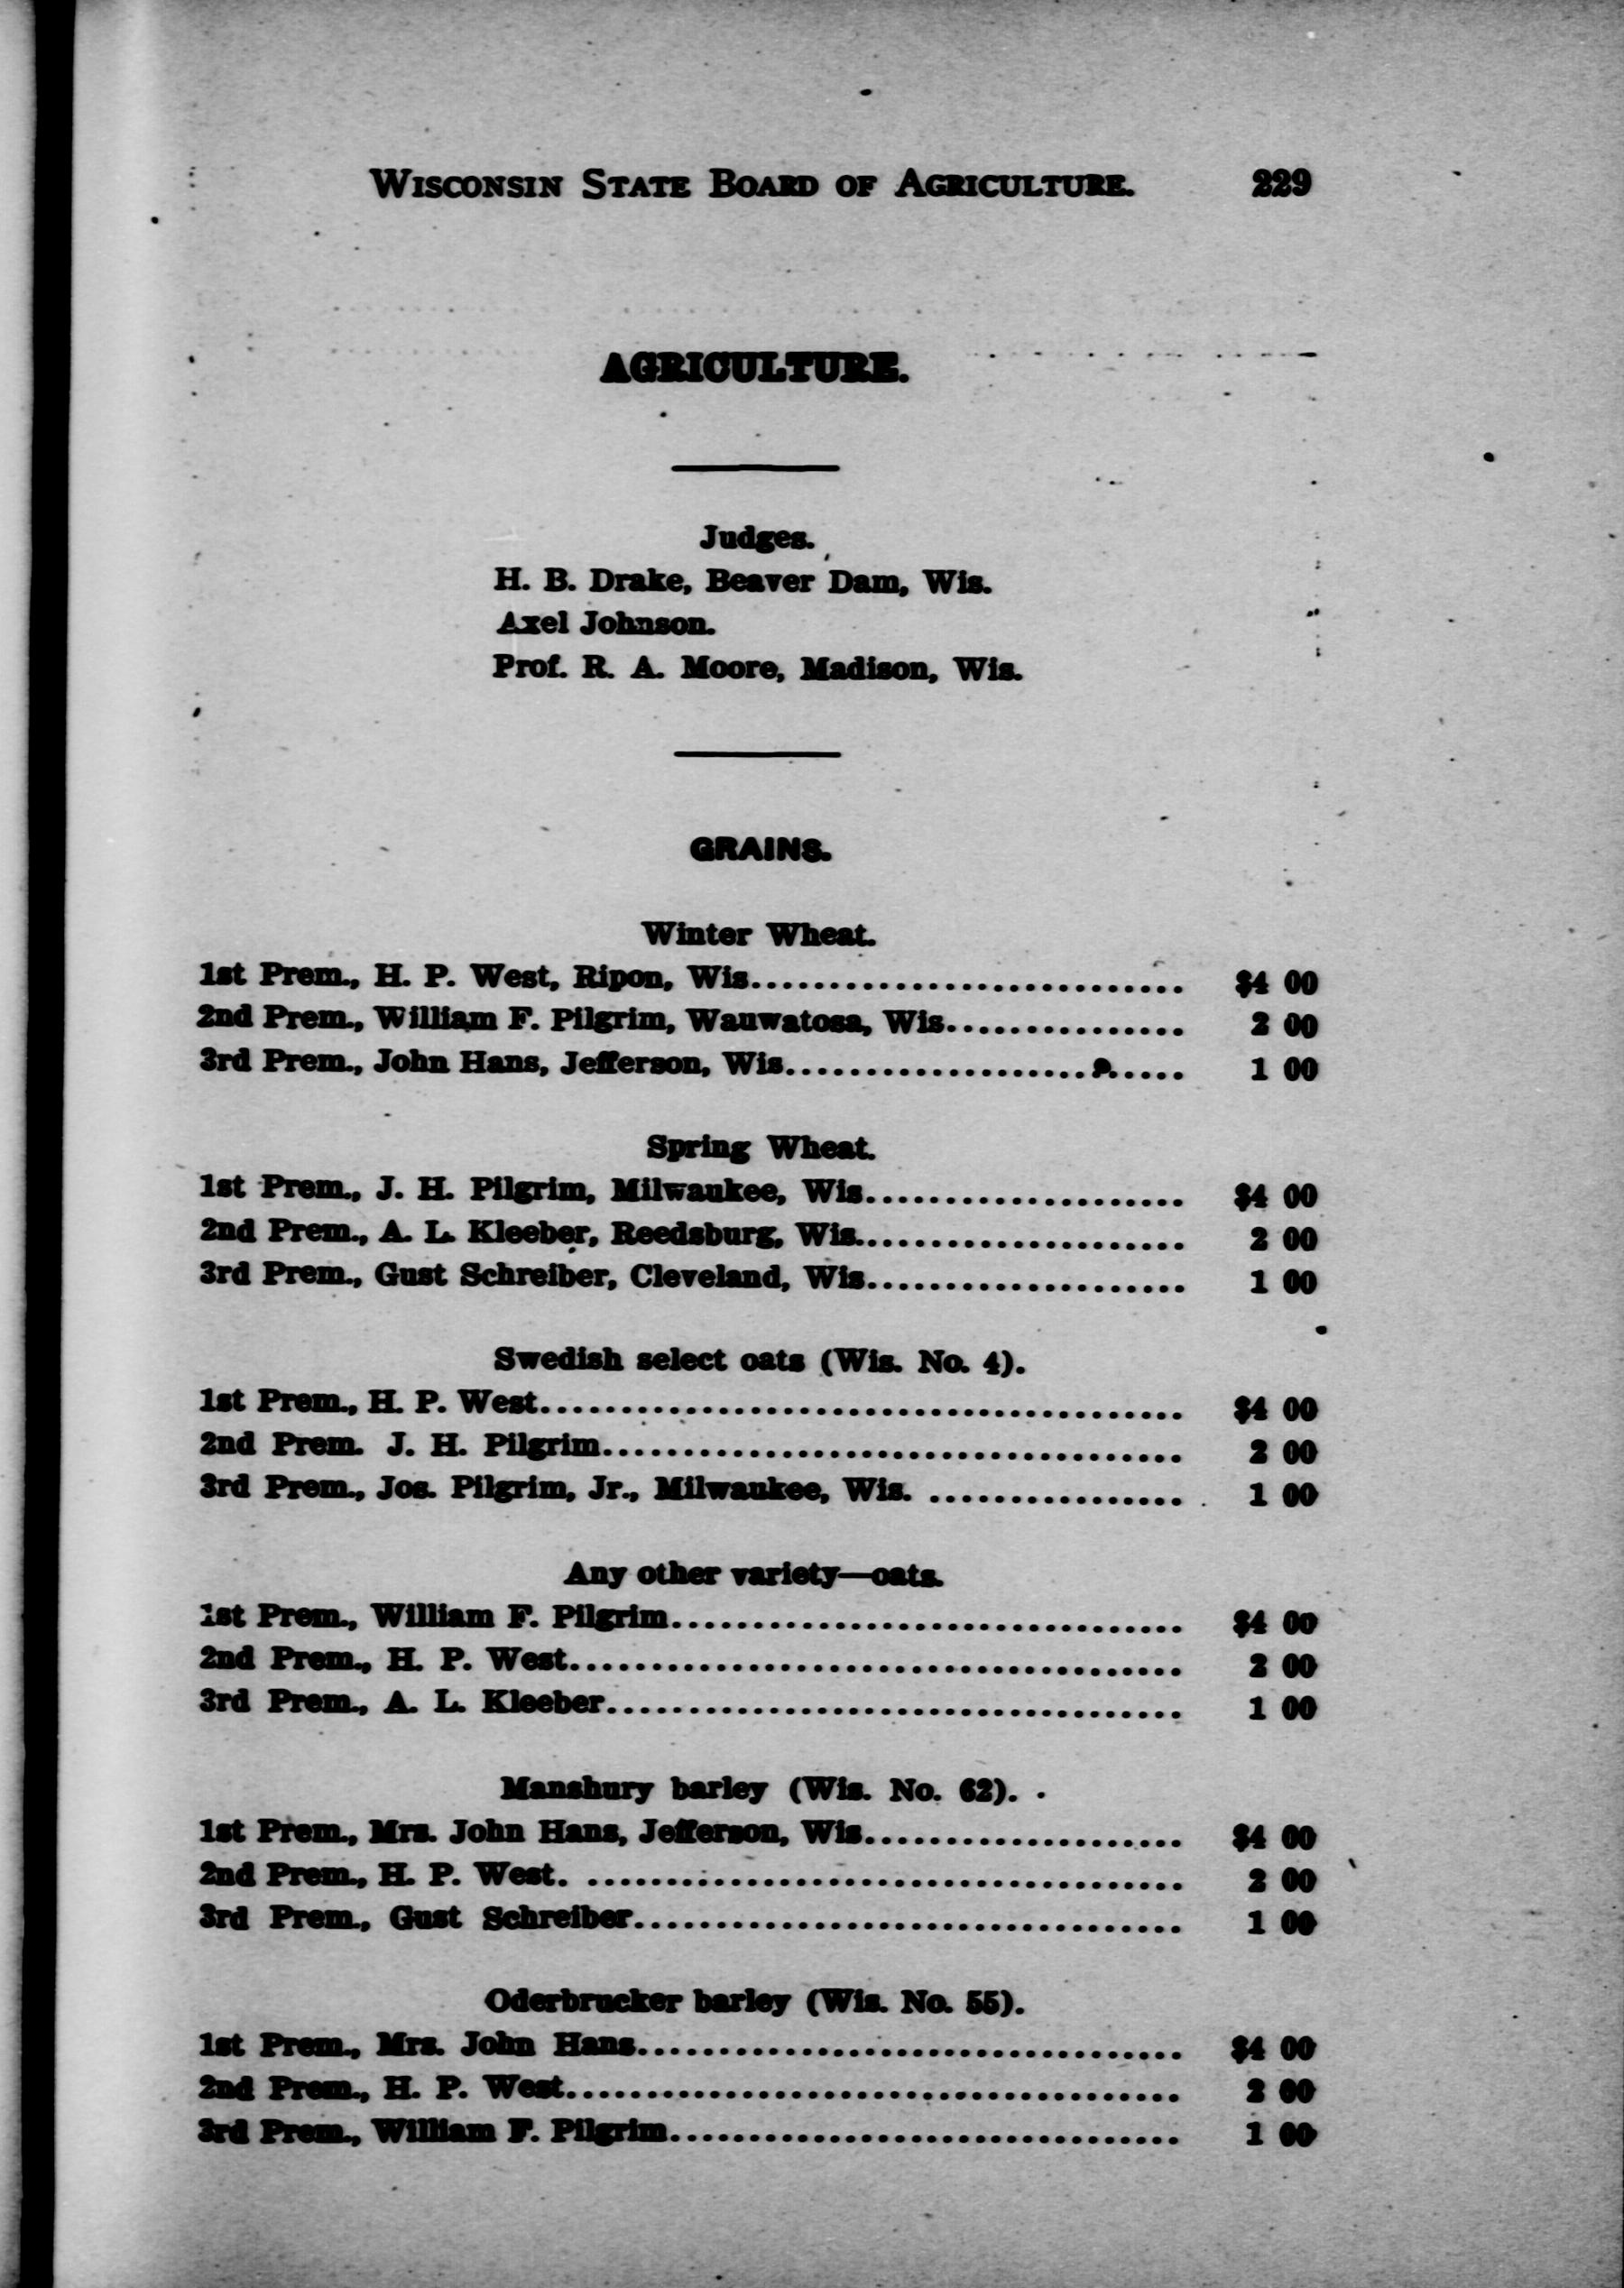 WISCONSIN STATE BOARD OF AGRICULTURE. 229
AGRICULTURE.
Judges.
H. B. Drake, Beaver Dam, Wis.
Axel Johnson.
Prof. R. A. Moore, Madison, Wis.
GRAINS.
Winter Wheat.
1st Prem., H. P. West, Ripon, Wis............................ $4 00
2nd Prem., William F. Pilgrim, Wauwatosa, Wis............... 2 00
3rd Prem., John Hans, Jefferson, Wis......................... 1 00
Spring Wheat.
1st Prem., J. H. Pilgrim, Milwaukee, Wis.................... $4 00
2nd Prem., A. L. Kleeber, Reedsburg, Wis..................... 2 00
3rd Prem., Gust Schreiber, Cleveland, Wis.................... 1 00
Swedish select oats (Wis. No. 4).
1st Prem., H. P. West......................................... $4 00
2nd Prem. J. H. Pilgrim..................................... 2 00
3rd Prem., Jos. Pilgrim, Jr., Milwaukee, Wis. ................ 1 00
Any other variety—oats.
1st Prem., William F. Pilgrim................................ $4 00
2nd Prem., H. P. West....................................... 2 00
3rd Prem., A. L. Kleeber.................................... 1 00
Manshury barley (Wis. No. 62).
1st Prem., Mrs. John Hans, Jefferson, Wis.................... $4 00
2nd Prem., H. P. West. ...................................... 2 00
3rd Prem., Gust Schreiber................................... 1 00
Oderbrucker barley (Wis. No. 55).
1st Prem., Mrs. John Hans................................... $4 00
2nd Prem., H. P. West....................................... 2 00
3rd Prem., William F. Pilgrim................................ 1 00